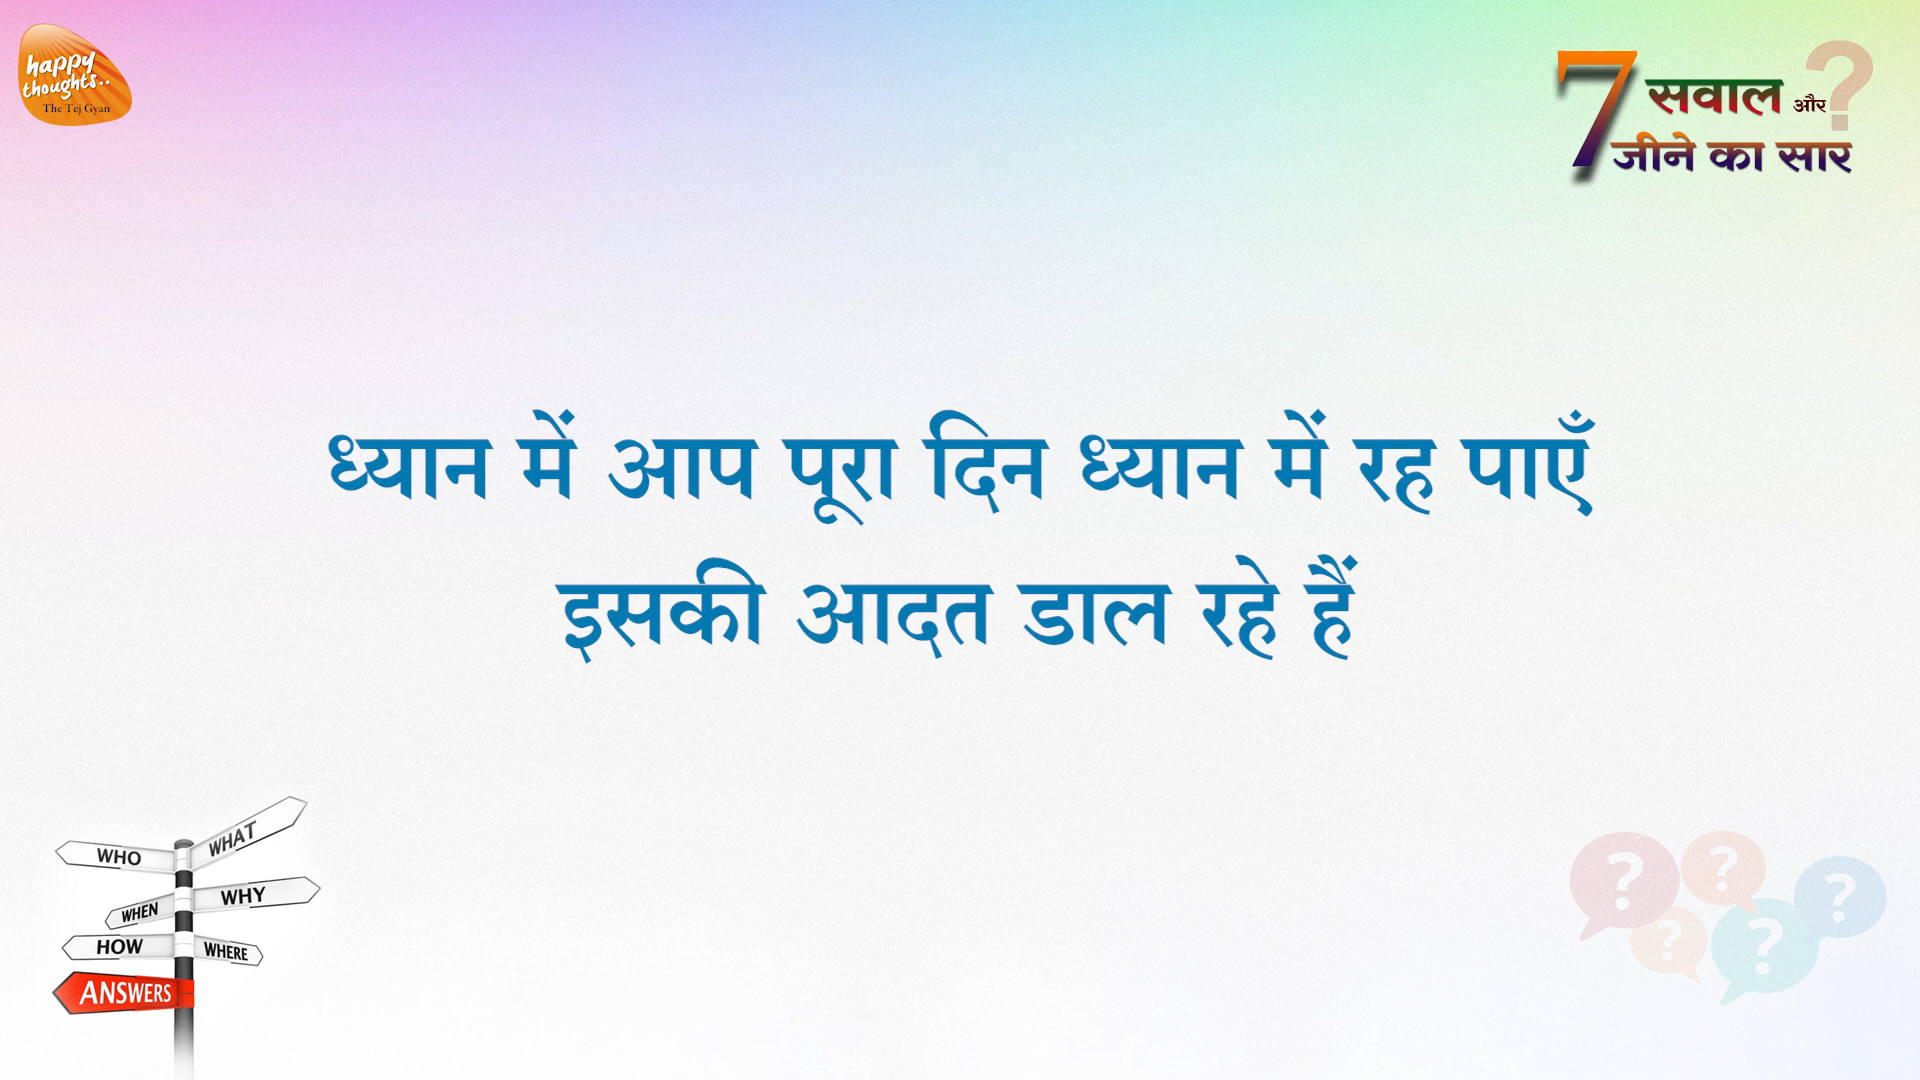 happy
thoughts..
The Tej Gyan
7 सवाल और
जीने का सार
?
ध्यान में आप पूरा दिन ध्यान में रह पाएँ
इसकी आदत डाल रहे हैं
WHO
WHAT
WHY
WHEN
HOW
WHERE
ANSWERS
? ? ?
? ?